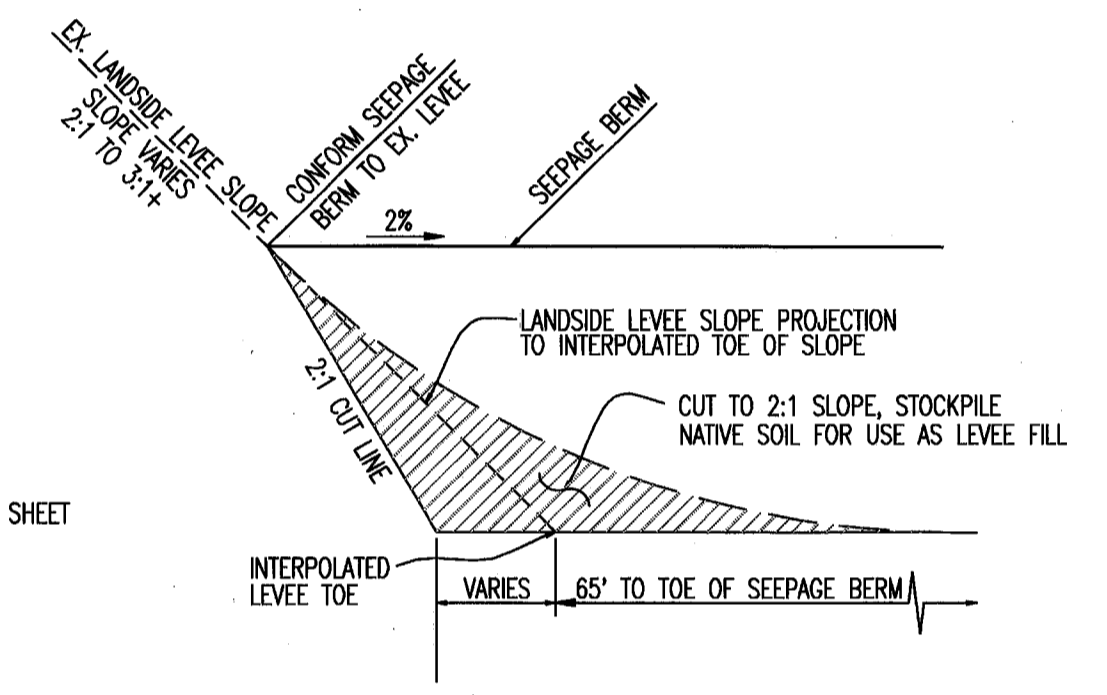 EX. LANDSIDE LEVEE SLOPE
SLOPE VARIES
2:1 TO 3:1+
CONFORM SEEPAGE
BERM TO EX. LEVEE
SEEPAGE BERM
2%
LANDSIDE LEVEE SLOPE PROJECTION
TO INTERPOLATED TOE OF SLOPE
2:1 CUT LINE
CUT TO 2:1 SLOPE, STOCKPILE
NATIVE SOIL FOR USE AS LEVEE FILL
SHEET
INTERPOLATED
LEVEE TOE
VARIES
65' TO TOE OF SEEPAGE BERM